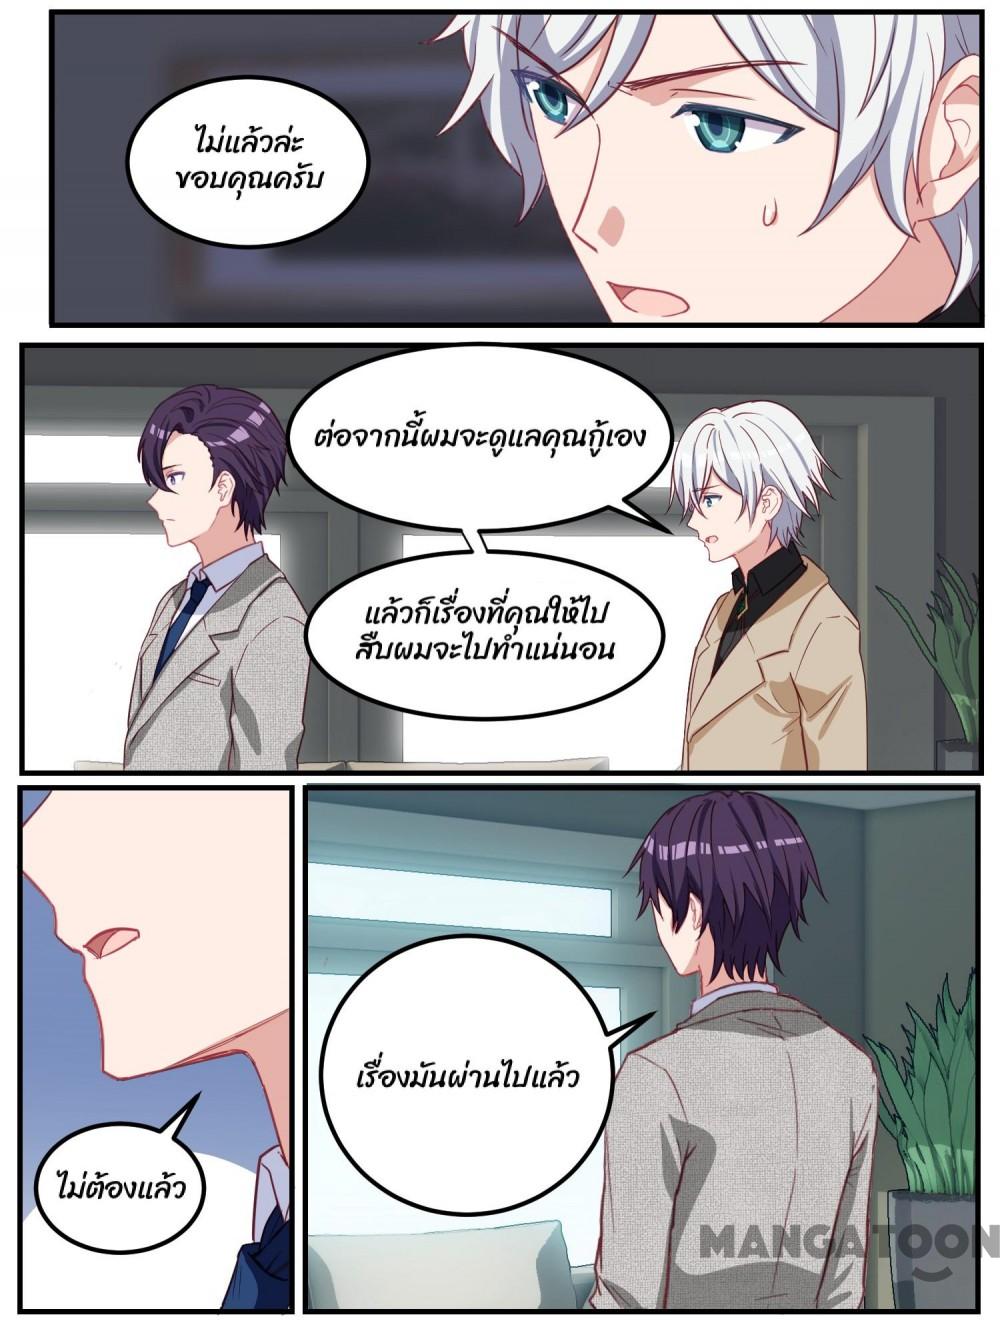 ไม่แล้วล่ะ
ขอบคุณครับ
ต่อจากนี้ผมจะดูแลคุณกู้เอง
แล้วก็เรื่องที่คุณให้ไป
สืบผมจะไปทำแน่นอน
ไม่ต้องแล้ว
เรื่องมันผ่านไปแล้ว
MANGATOON